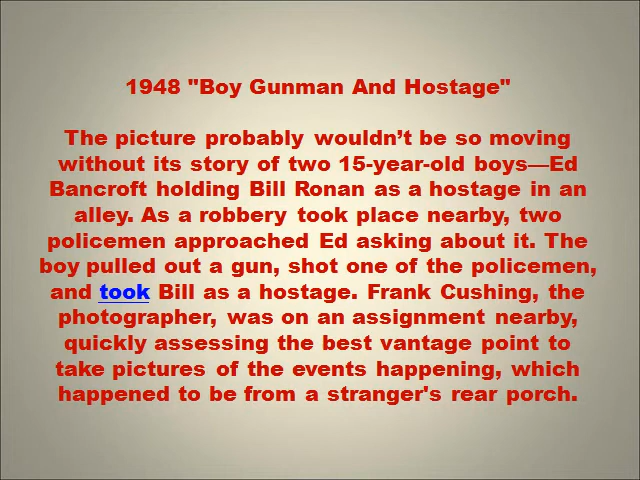 1948 "Boy Gunman And Hostage"
The picture probably wouldn’t be so moving
without its story of two 15-year-old boys—Ed
Bancroft holding Bill Ronan as a hostage in an
alley. As a robbery took place nearby, two
policemen approached Ed asking about it. The
boy pulled out a gun, shot one of the policemen,
and took Bill as a hostage. Frank Cushing, the
photographer, was on an assignment nearby,
quickly assessing the best vantage point to
take pictures of the events happening, which
happened to be from a stranger's rear porch.